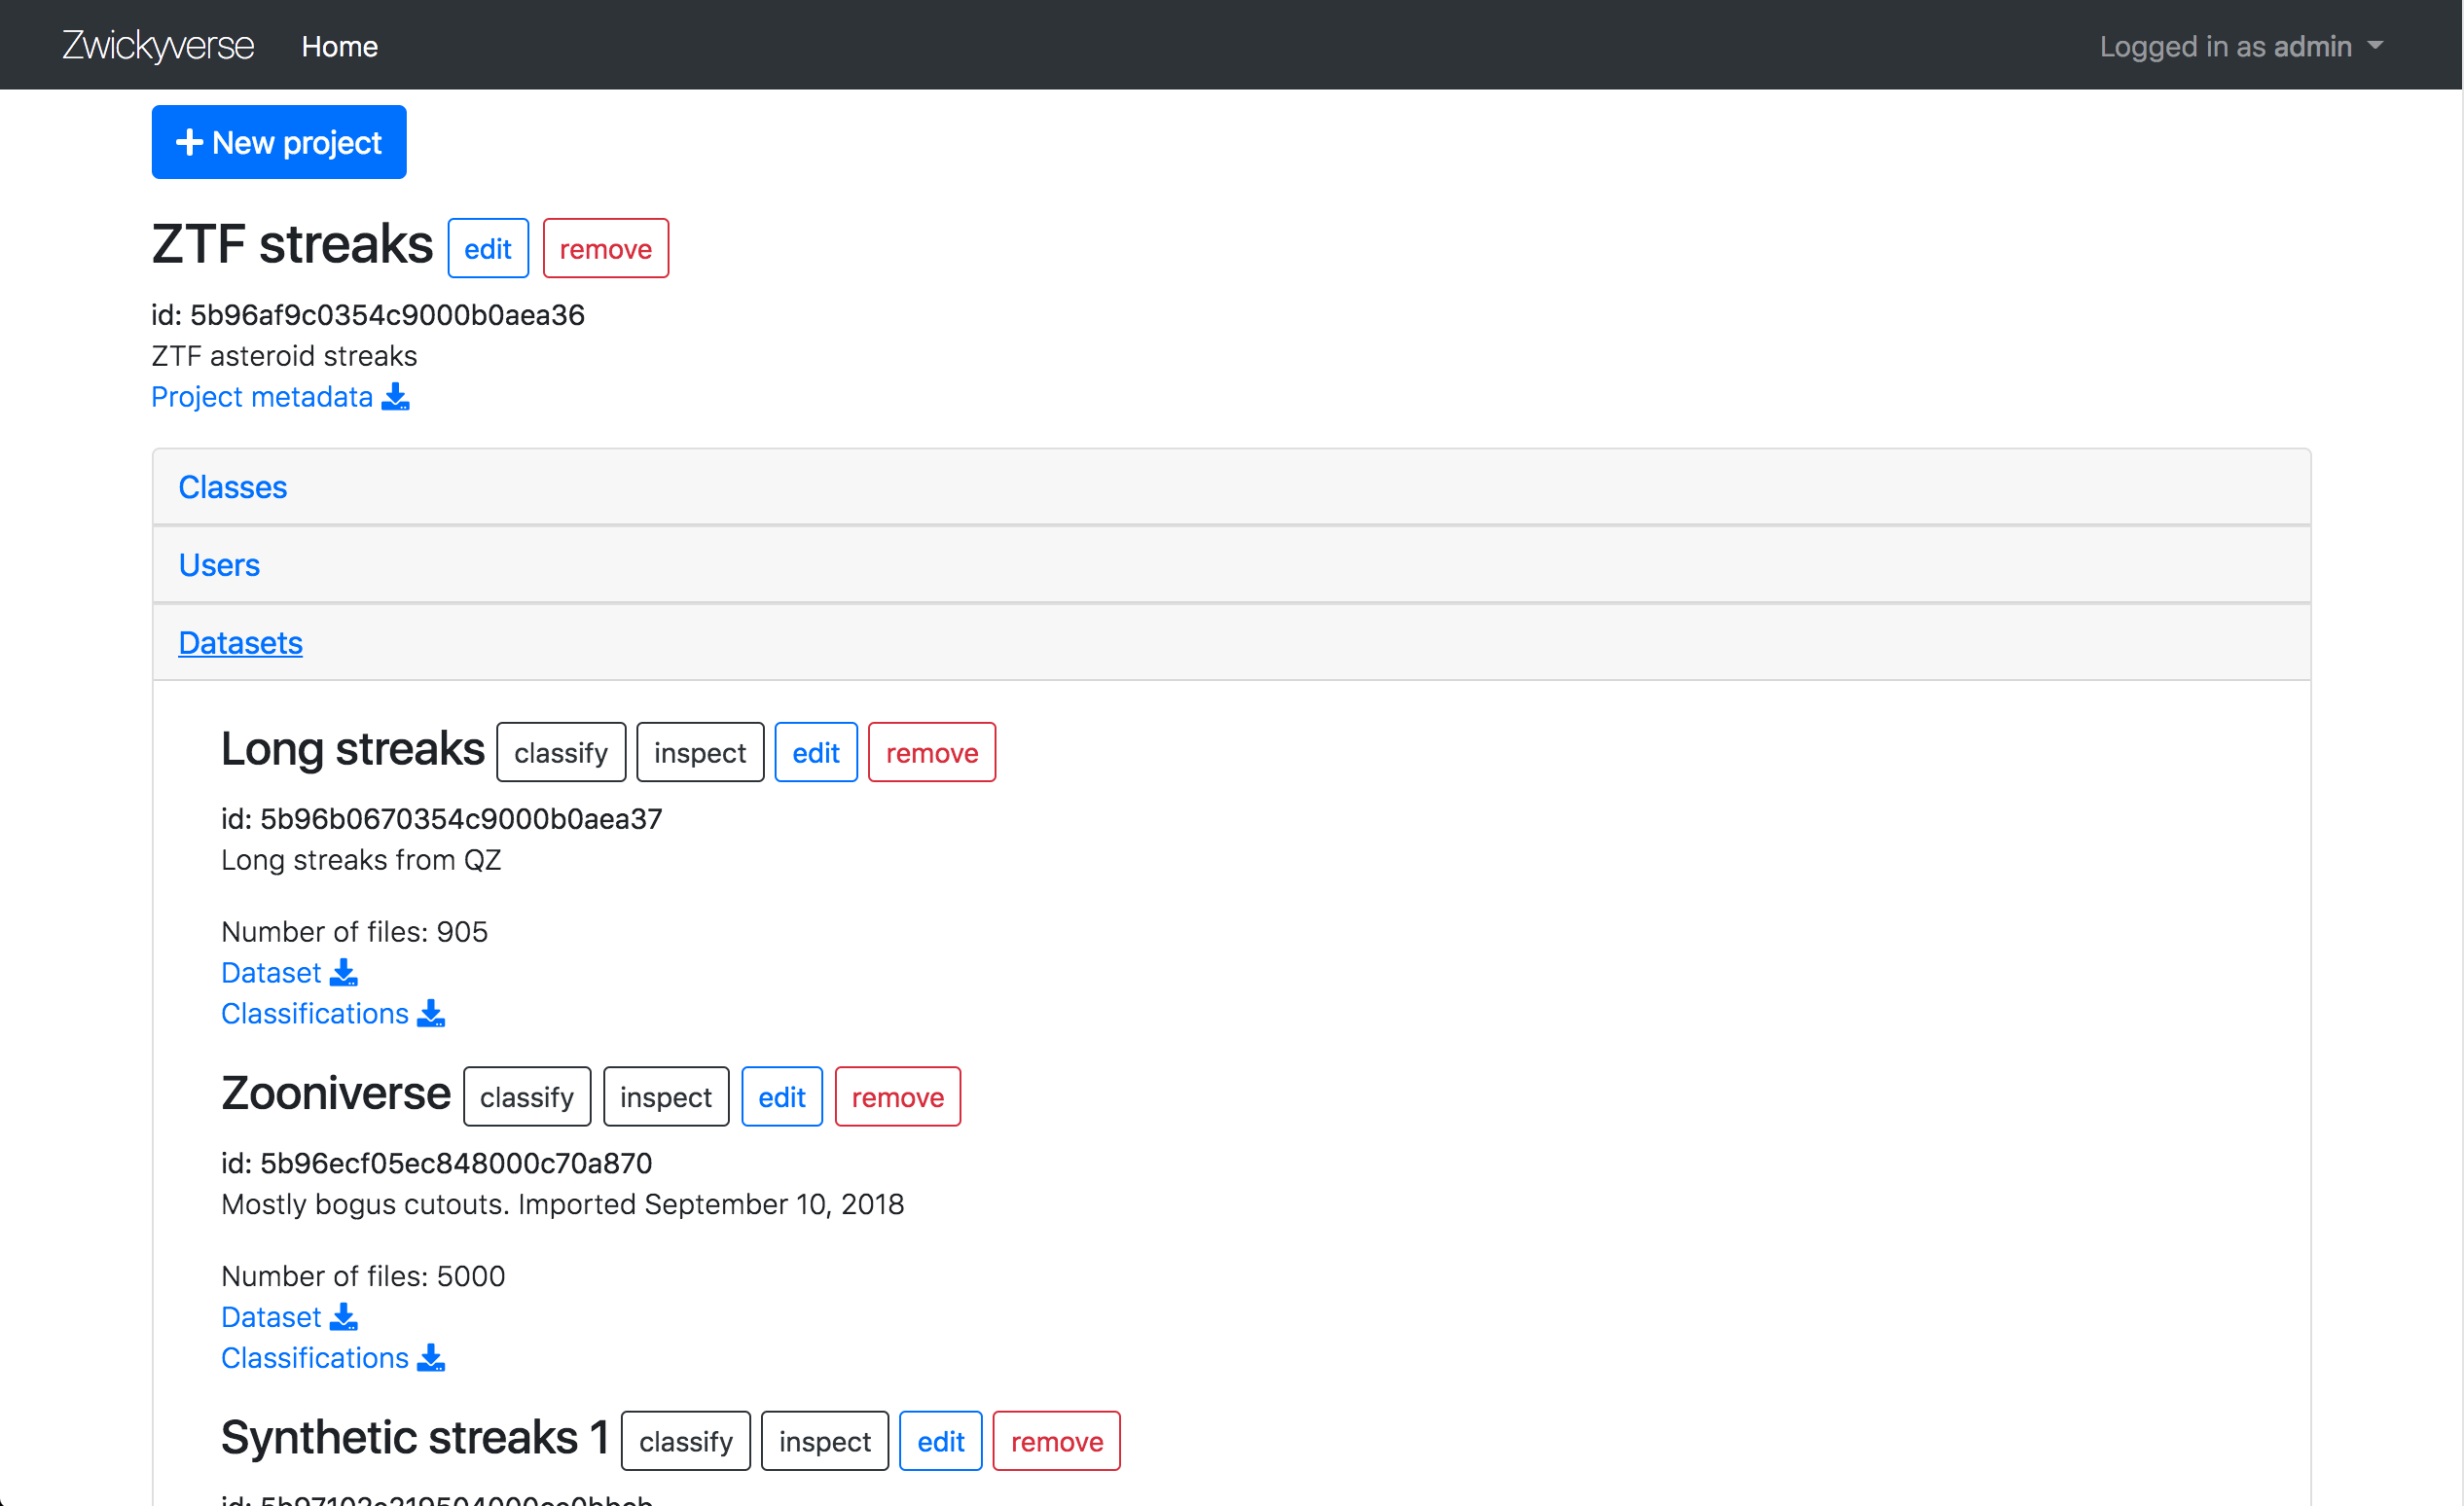 Zwickyverse Home Logged in as admin
New project
ZTF streaks edit remove
id: 5b96af9c0354c9000b0aea36
ZTF asteroid streaks
Project metadata
Classes
Users
Datasets
Long streaks classify inspect edit remove
id: 5b96b0670354c9000b0aea37
Long streaks from QZ
Number of files: 905
Dataset
Classifications
Zooniverse classify inspect edit remove
id: 5b96ecf05ec848000c70a870
Mostly bogus cutouts. Imported September 10, 2018
Number of files: 5000
Dataset
Classifications
Synthetic streaks 1 classify inspect edit remove
id: